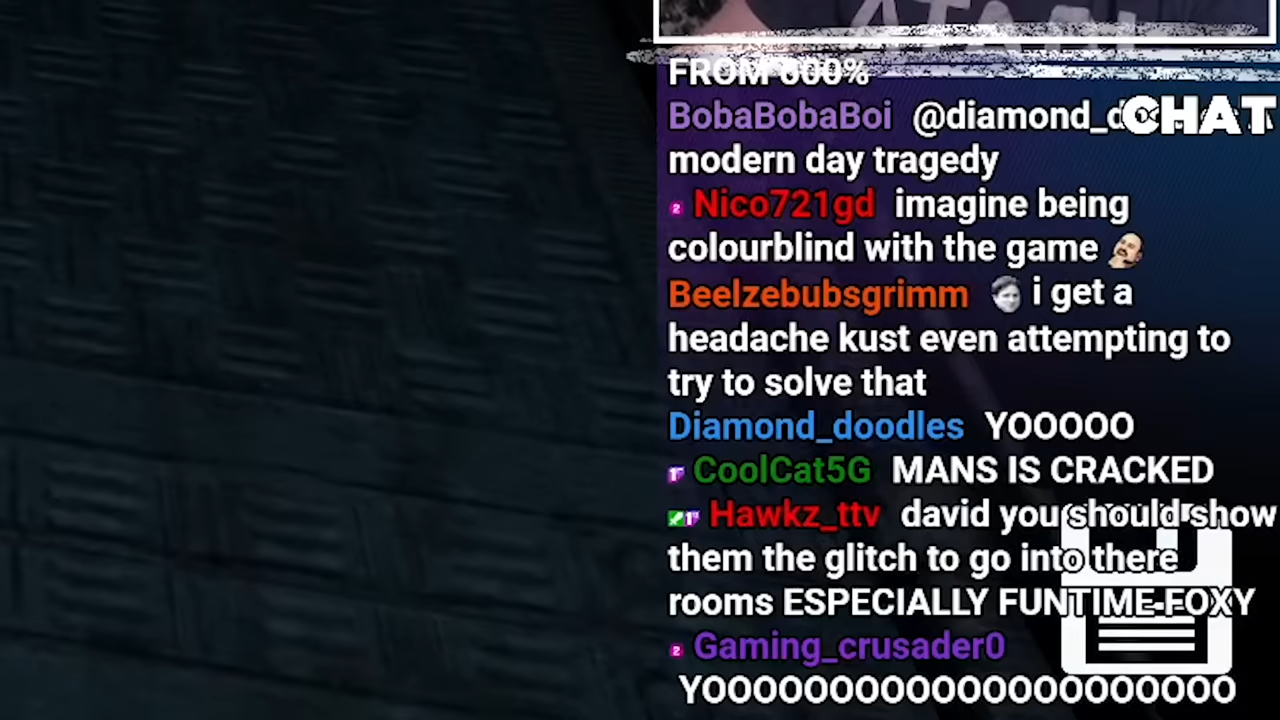 FROM 600%
BobaBobaBoi @diamond_d
CHAT
modern day tragedy
Nico721gd imagine being
colourblind with the game
Beelzebubsgrimm i get a
headache kust even attempting to
try to solve that
Diamond_doodles YOOOOO
CoolCat5G MANS IS CRACKED
Hawkz_ttv david you should show
them the glitch to go into there
rooms ESPECIALLY FUNTIME FOXY
Gaming_crusader0
YOOOOOOOOOOOOOOOOOOOOOO